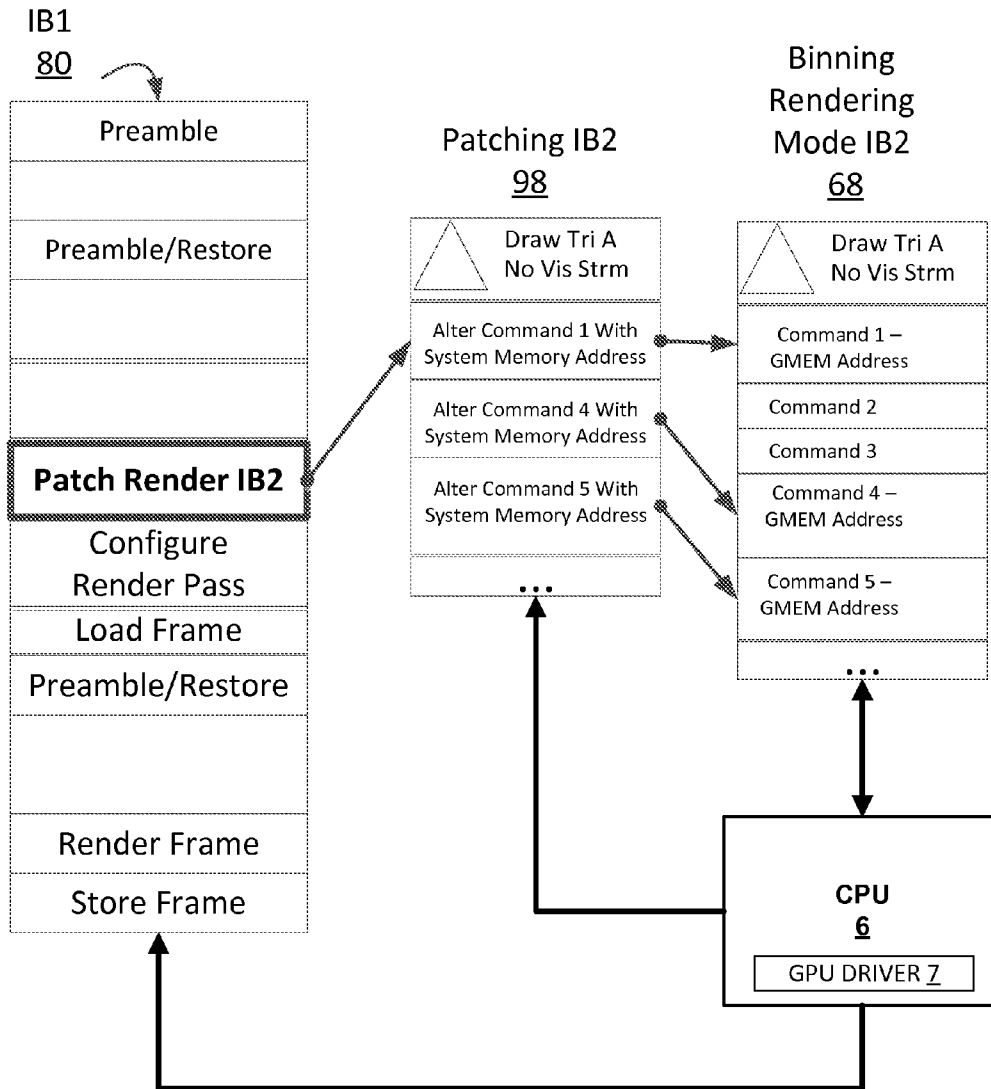 IB1
80
Preamble
Preamble/Restore
Patch Render IB2
Configure
Render Pass
Load Frame
Preamble/Restore
Render Frame
Store Frame
Patching IB2
98
Draw Tri A
No Vis Strm
Alter Command 1 With
System Memory Address
Alter Command 4 With
System Memory Address
Alter Command 5 With
System Memory Address
...
Binning
Rendering
Mode IB2
68
Draw Tri A
No Vis Strm
Command 1 –
GMEM Address
Command 2
Command 3
Command 4 –
GMEM Address
Command 5 –
GMEM Address
...
CPU
6
GPU DRIVER 7